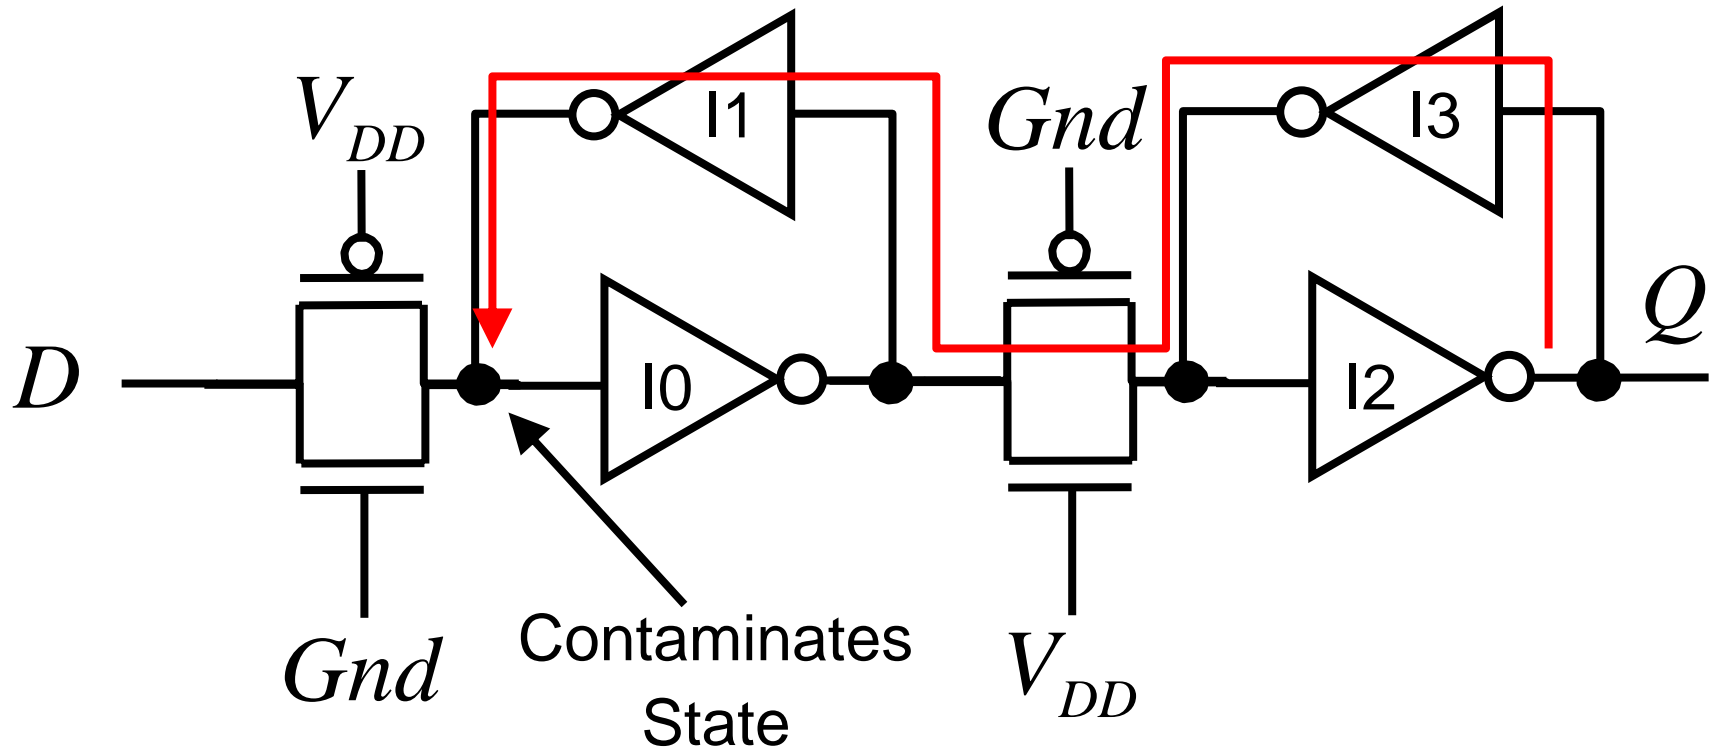 V_DD
I1
Gnd
I3
Q
D
I0
I2
Gnd
Contaminates
State
V_DD